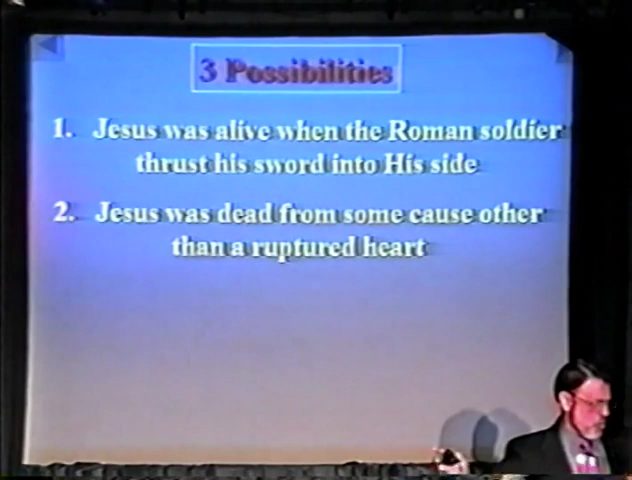 3 Possibilities
1. Jesus was alive when the Roman soldier
thrust his sword into His side
2. Jesus was dead from some cause other
than a ruptured heart